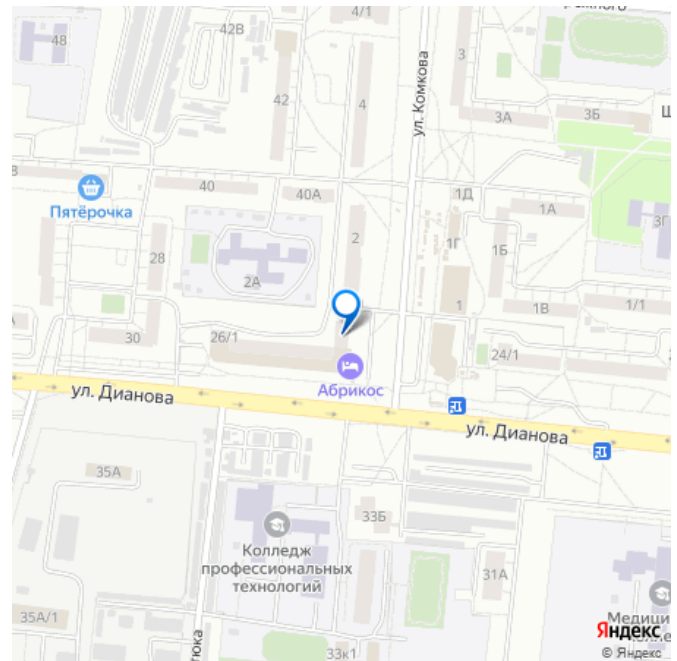 4/1
42В
48
3
42
4
ул. Комкова
3А
3Б
Пятёрочка
40
40А
1Д
1А
3Г
2
1Г
1Б
28
2А
1
1В
1/1
30
26/1
24/1
Абрикос
ул. Дианова
ул. Дианова
35А
33Б
Колледж
профессиональных
технологий
31А
35А/1
33к1
Яндекс
© Яндекс